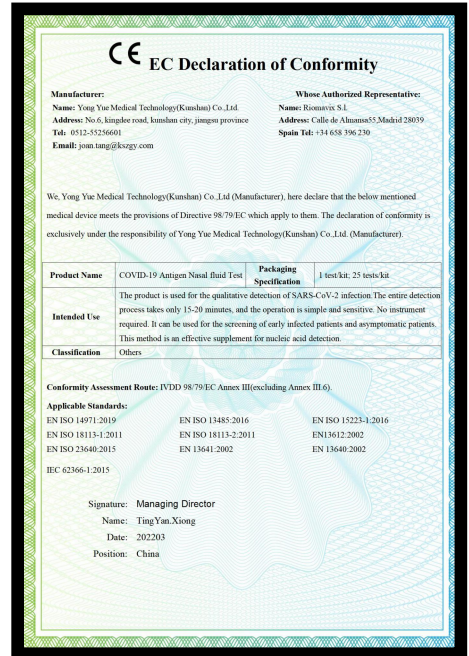 CE EC Declaration of Conformity
Manufacturer:
Name: Yong Yue Medical Technology(Kunshan) Co.,Ltd.
Address: No.6, kingdee road, kunshan city, jiangsu province
Tel: 0512-55256601
Email: joan.tang@kszgy.com
Whose Authorized Representative:
Name: Riomavix S.l.
Address: Calle de Almansa55,Madrid 28039
Spain Tel: +34 658 396 230
We, Yong Yue Medical Technology(Kunshan) Co.,Ltd (Manufacturer), here declare that the below mentioned
medical device meets the provisions of Directive 98/79/EC which apply to them. The declaration of conformity is
exclusively under the responsibility of Yong Yue Medical Technology(Kunshan) Co.,Ltd. (Manufacturer).
Product Name COVID-19 Antigen Nasal fluid Test Packaging Specification 1 test/kit; 25 tests/kit
Intended Use
The product is used for the qualitative detection of SARS-CoV-2 infection.The entire detection
process takes only 15-20 minutes, and the operation is simple and sensitive. No instrument
required. It can be used for the screening of early infected patients and asymptomatic patients.
This method is an effective supplement for nucleic acid detection.
Classification Others
Conformity Assessment Route: IVDD 98/79/EC Annex III(excluding Annex III.6).
Applicable Standards:
EN ISO 14971:2019 EN ISO 13485:2016 EN ISO 15223-1:2016
EN ISO 18113-1:2011 EN ISO 18113-2:2011 EN13612:2002
EN ISO 23640:2015 EN 13641:2002 EN 13640:2002
IEC 62366-1:2015
Signature: Managing Director
Name: TingYan.Xiong
Date: 202203
Position: China